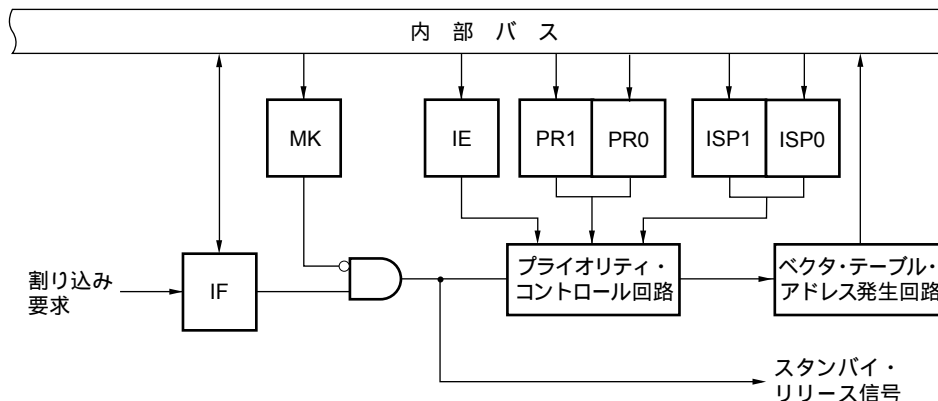 内 部 バ ス
MK
IE
PR1
PR0
ISP1
ISP0
割り込み
要求
IF
プライオリティ・
コントロール回路
ベクタ・テーブル・
アドレス発生回路
スタンバイ・
リリース信号